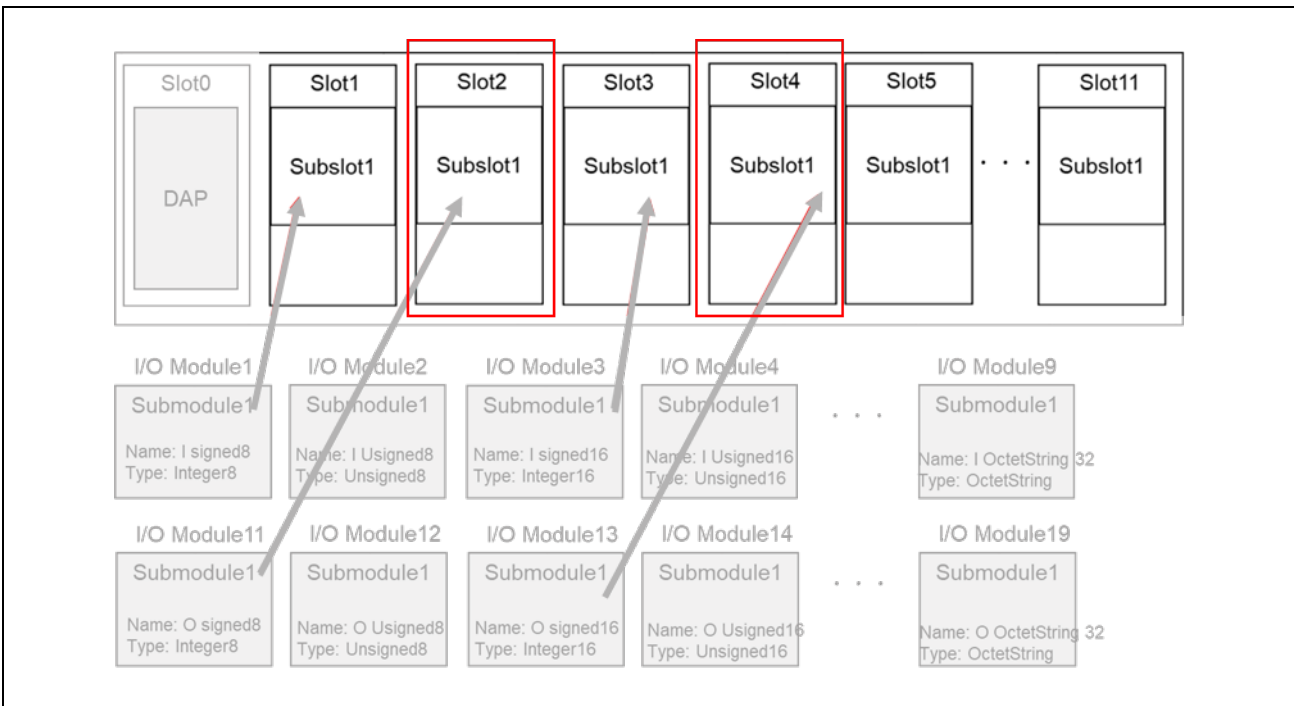 Slot0
Slot1
Slot2
Slot3
Slot4
Slot5
Slot11
DAP
Subslot1
Subslot1
Subslot1
Subslot1
Subslot1
. . .
Subslot1
I/O Module1
I/O Module2
I/O Module3
I/O Module4
I/O Module9
Submodule1
Submodule1
Submodule1
Submodule1
. . .
Submodule1
Name: I signed8
Type: Integer8
Name: I Usigned8
Type: Unsigned8
Name: I signed16
Type: Integer16
Name: I Usigned16
Type: Unsigned16
Name: I OctetString 32
Type: OctetString
I/O Module11
I/O Module12
I/O Module13
I/O Module14
I/O Module19
Submodule1
Submodule1
Submodule1
Submodule1
. . .
Submodule1
Name: O signed8
Type: Integer8
Name: O Usigned8
Type: Unsigned8
Name: O signed16
Type: Integer16
Name: O Usigned16
Type: Unsigned16
Name: O OctetString 32
Type: OctetString